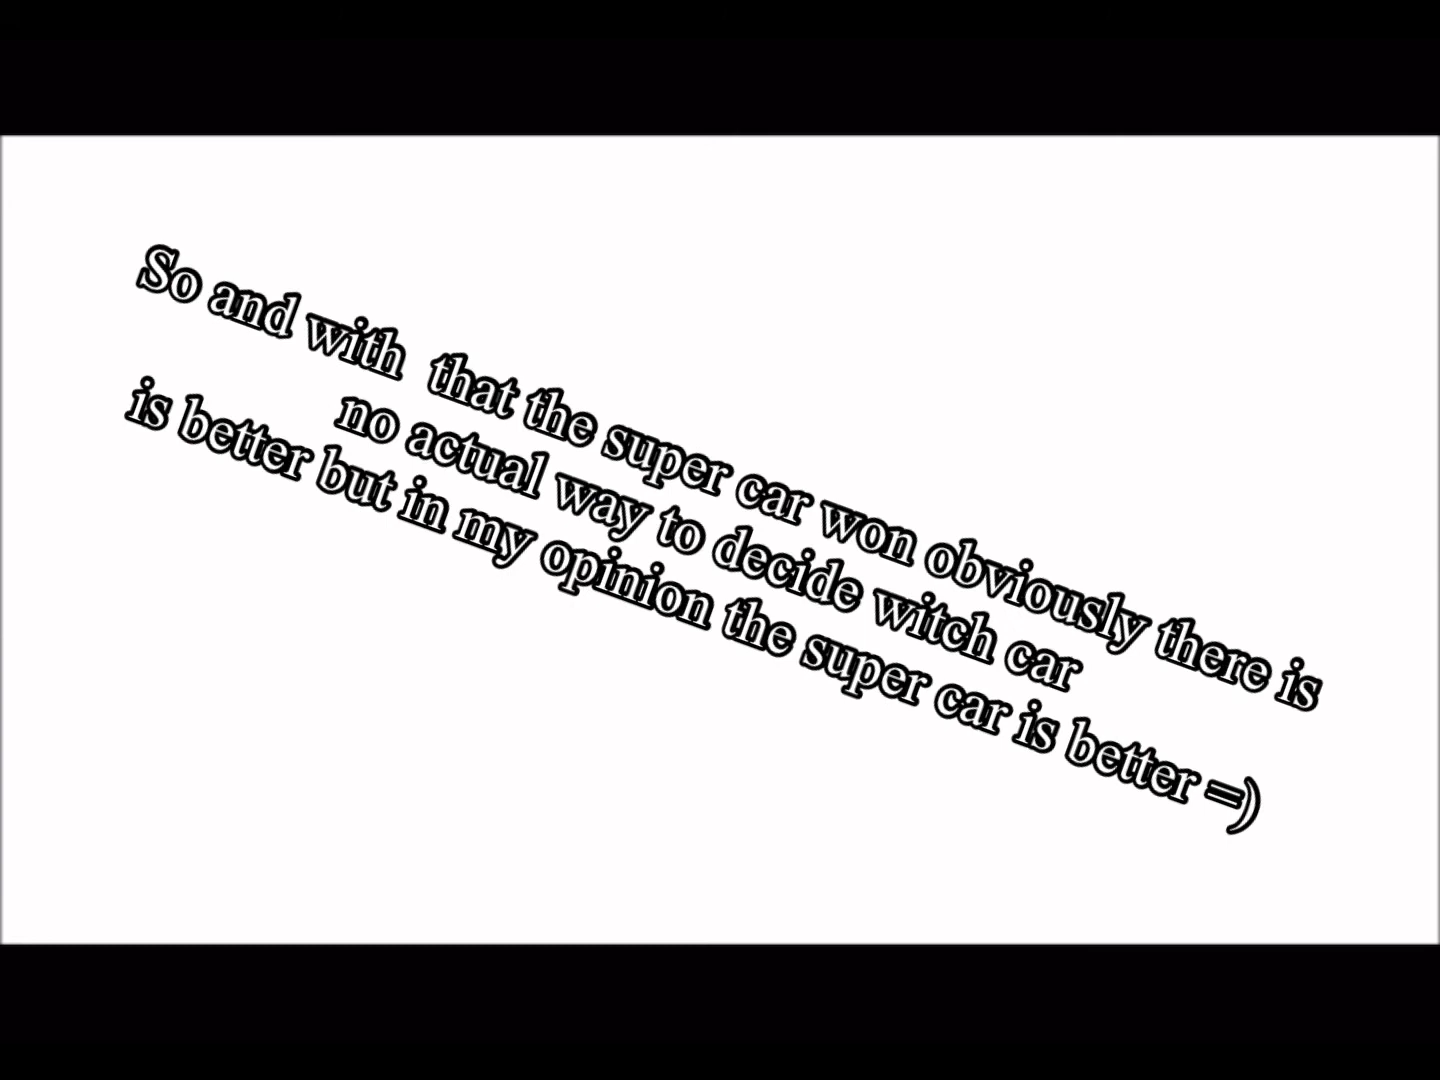 So and with  that the super car won obviously there is
no actual way to decide witch car
is better but in my opinion the super car is better =)